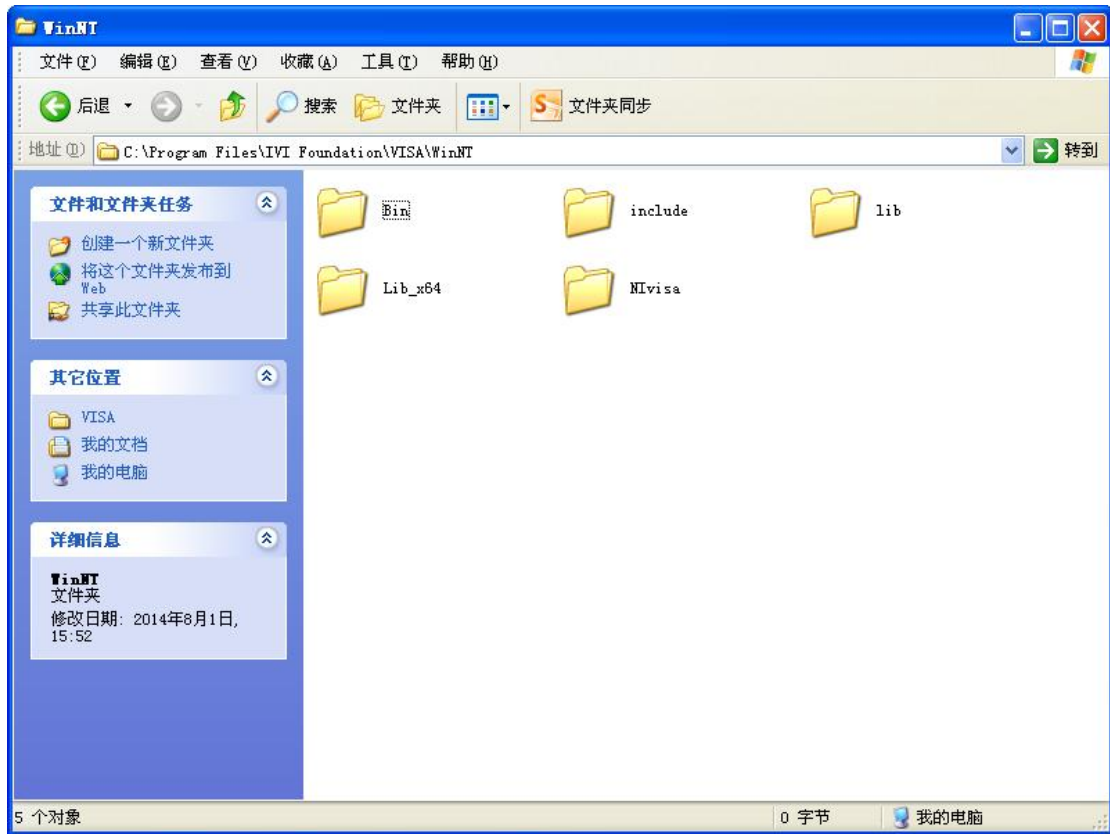 WinNT
文件(F) 编辑(E) 查看(V) 收藏(A) 工具(T) 帮助(H)
后退 搜索 文件夹 S 文件夹同步
地址(D) C:\Program Files\IVI Foundation\VISA\WinNT 转到
文件和文件夹任务
创建一个新文件夹
将这个文件夹发布到
Web
共享此文件夹
其它位置
VISA
我的文档
我的电脑
详细信息
WinNT
文件夹
修改日期: 2014年8月1日,
15:52
Bin include lib
Lib_x64 NIvisa
5 个对象 0 字节 我的电脑